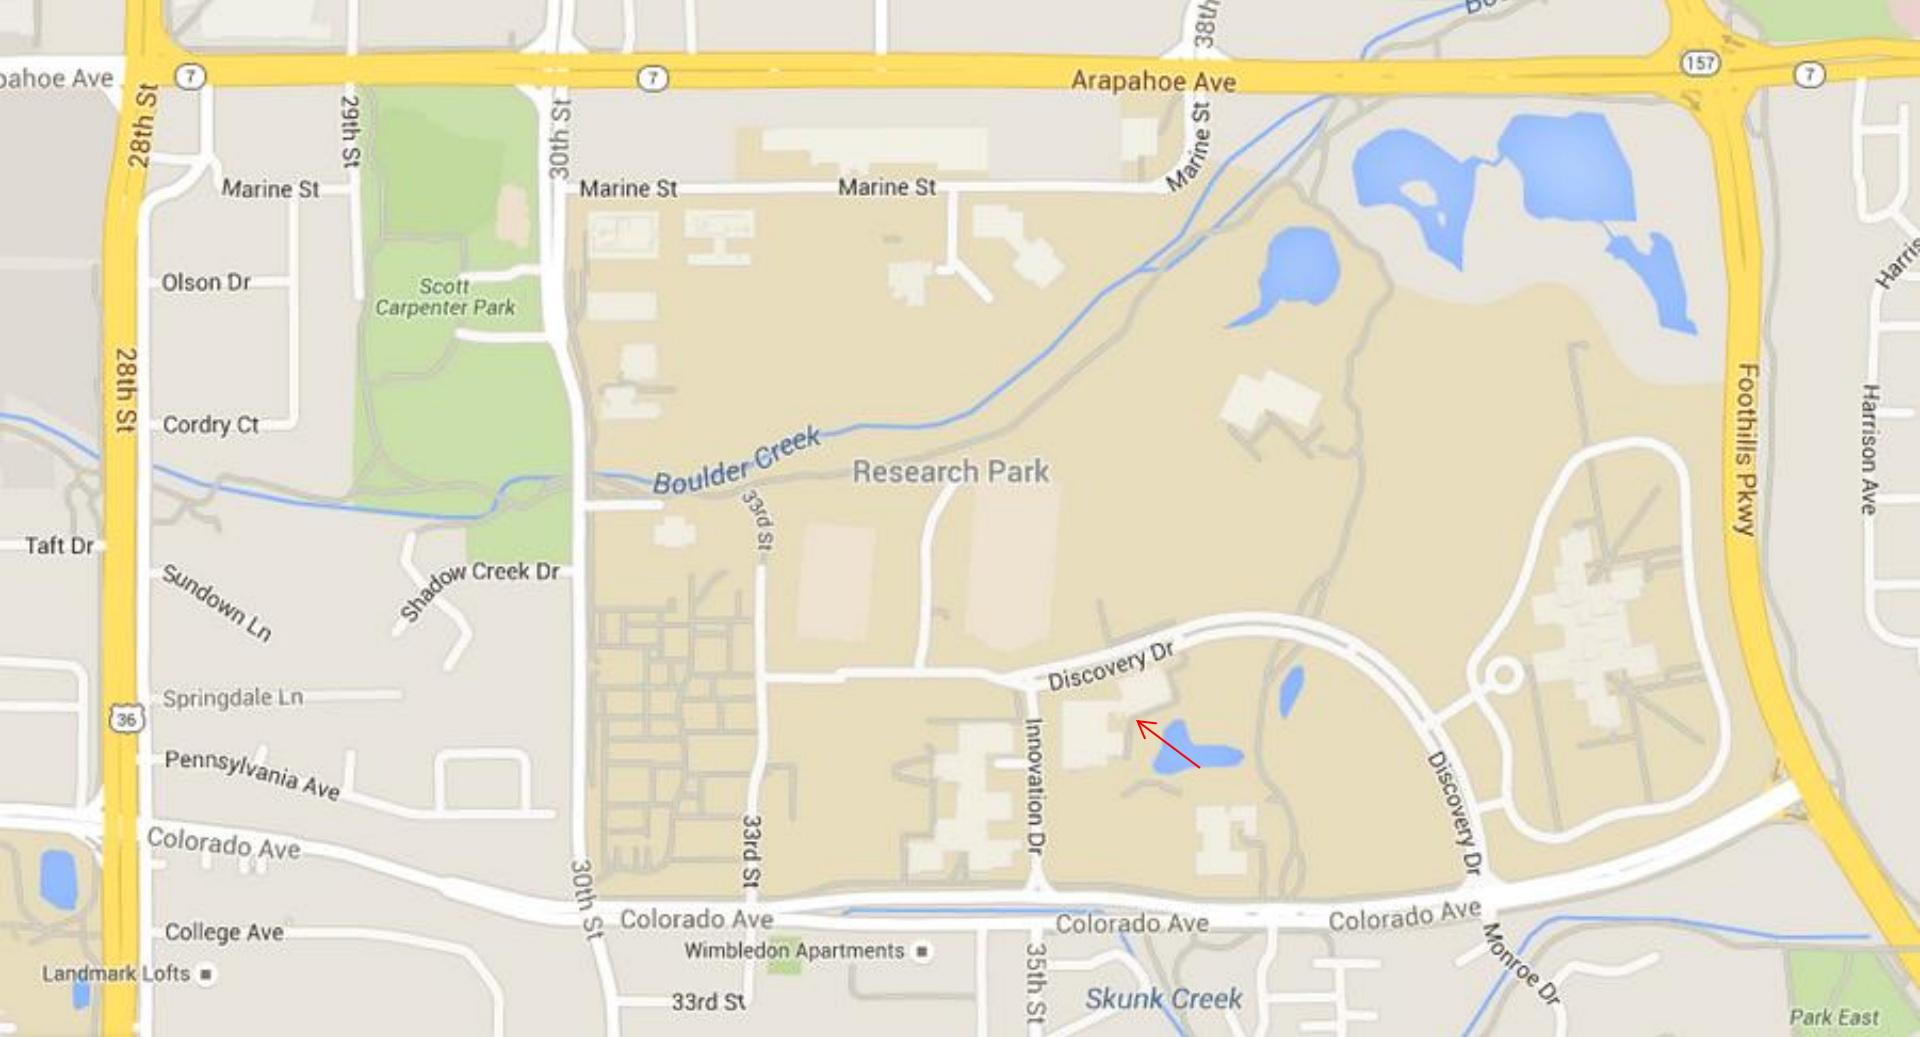 38th
Arapahoe Ave
7
7
Arapahoe Ave
157
7
28th St
29th St
30th St
Marine St
Marine St
Marine St
Marine St
Olson Dr
Scott
Carpenter Park
28th St
Cordry Ct
Boulder Creek
Research Park
33rd St
Foothills Pkwy
Harrison Ave
Taft Dr
Sundown Ln
Shadow Creek Dr
Discovery Dr
Springdale Ln
36
Pennsylvania Ave
Innovation Dr
Discovery Dr
33rd St
Colorado Ave
30th St
Colorado Ave
Colorado Ave
Colorado Ave
College Ave
Wimbledon Apartments
Landmark Lofts
33rd St
35th St
Skunk Creek
Monroe Dr
Park East